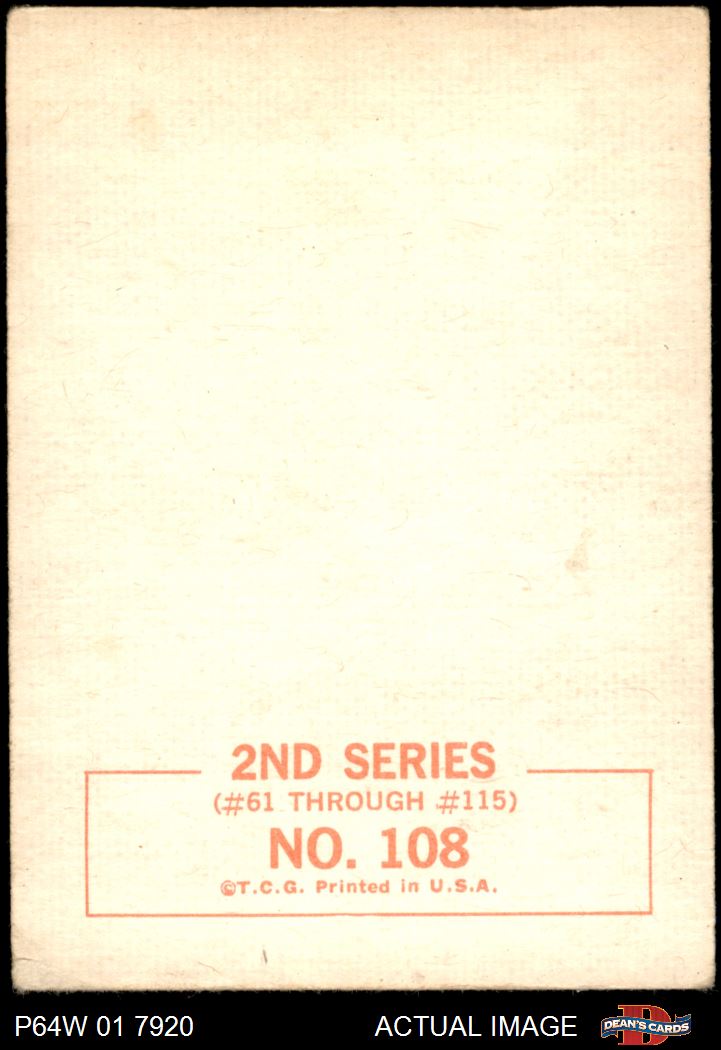 2ND SERIES
(#61 THROUGH #115)
NO. 108
©T.C.G. Printed in U.S.A.
P64W 01 7920
ACTUAL IMAGE
DEAN'S CARDS